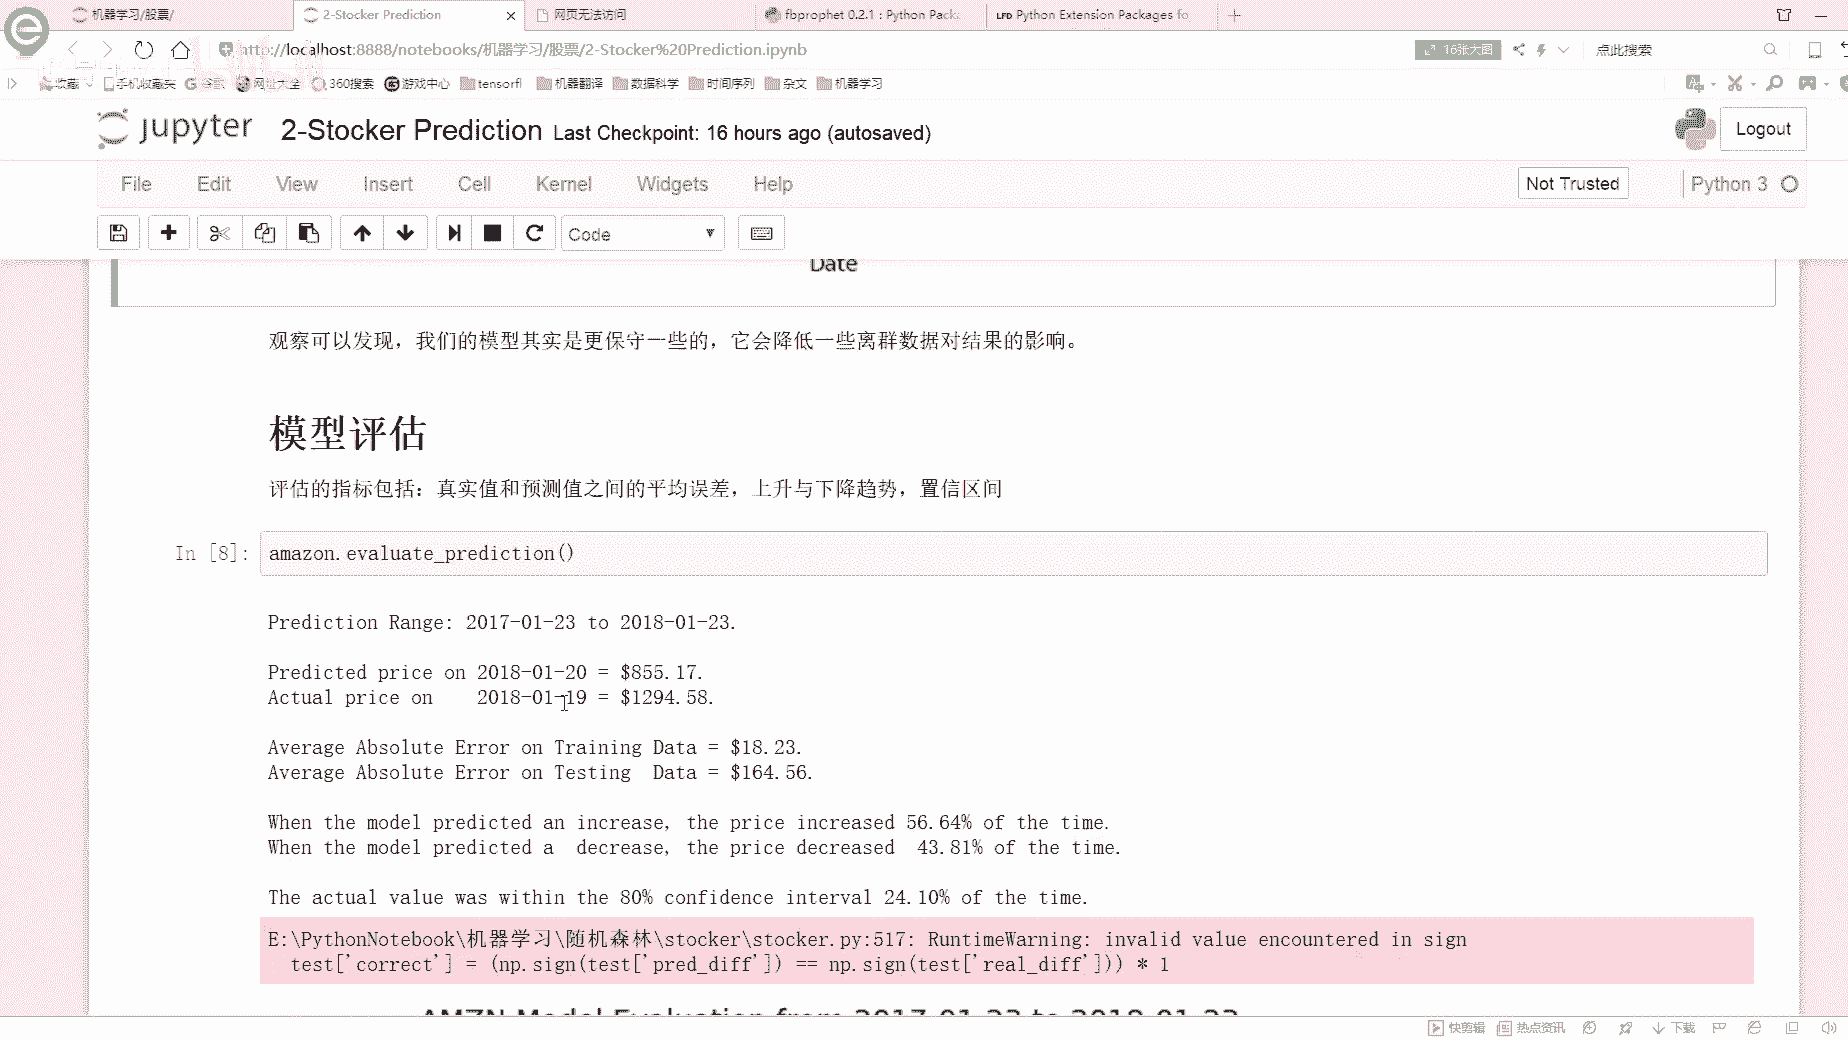 机器学习/股票/
2-Stocker Prediction
网页无法访问
fbprophet 0.2.1 : Python Pack
LFD Python Extension Packages fo
http://localhost:8888/notebooks/机器学习/股票/2-Stocker%20Prediction.ipynb
16张大图
点此搜索
收藏 手机收藏夹 谷歌 网址大全 360搜索 游戏中心 tensorfl 机器翻译 数据科学 时间序列 杂文 机器学习
jupyter 2-Stocker Prediction Last Checkpoint: 16 hours ago (autosaved)
Logout
File Edit View Insert Cell Kernel Widgets Help
Not Trusted
Python 3
Code
Date
观察可以发现，我们的模型其实是更保守一些的，它会降低一些离群数据对结果的影响。
模型评估
评估的指标包括：真实值和预测值之间的平均误差，上升与下降趋势，置信区间
In [8]: amazon.evaluate_prediction()
Prediction Range: 2017-01-23 to 2018-01-23.
Predicted price on 2018-01-20 = $855.17.
Actual price on 2018-01-19 = $1294.58.
Average Absolute Error on Training Data = $18.23.
Average Absolute Error on Testing Data = $164.56.
When the model predicted an increase, the price increased 56.64% of the time.
When the model predicted a decrease, the price decreased 43.81% of the time.
The actual value was within the 80% confidence interval 24.10% of the time.
E:\PythonNotebook\机器学习\随机森林\stocker\stocker.py:517: RuntimeWarning: invalid value encountered in sign
test['correct'] = (np.sign(test['pred_diff']) == np.sign(test['real_diff'])) * 1
AMZN Model Evaluation from 2017-01-23 to 2018-01-23
快剪辑 热点资讯 下载